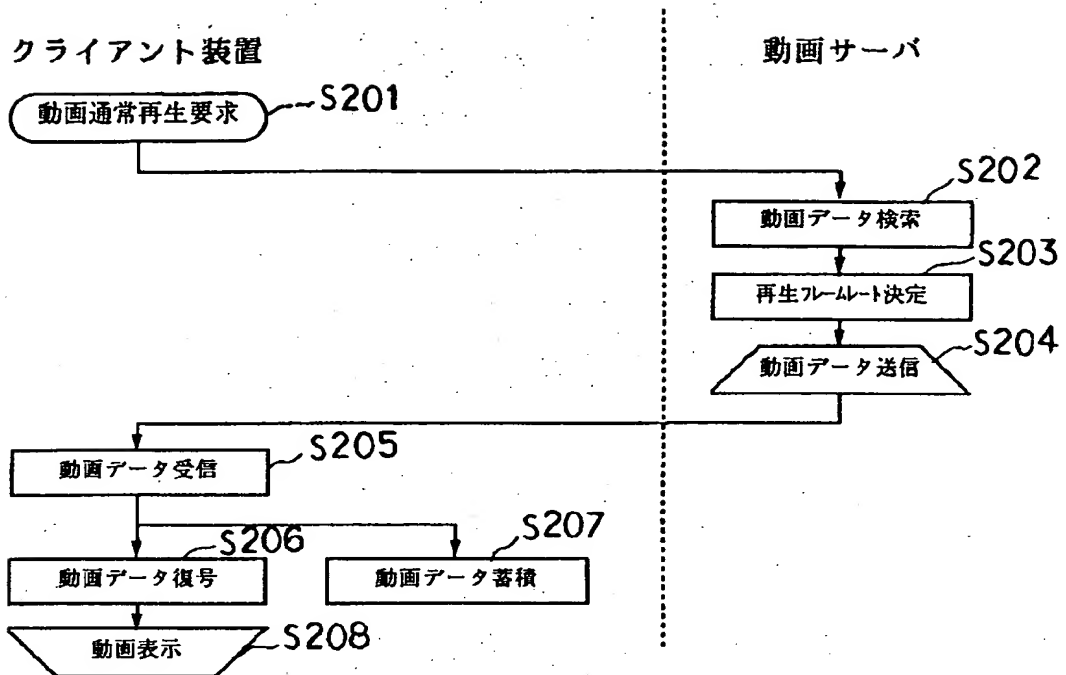 クライアント装置
動画サーバ
動画通常再生要求
S201
S202
動画データ検索
S203
再生フレームレート決定
S204
動画データ送信
S205
動画データ受信
S206
S207
動画データ復号
動画データ蓄積
S208
動画表示